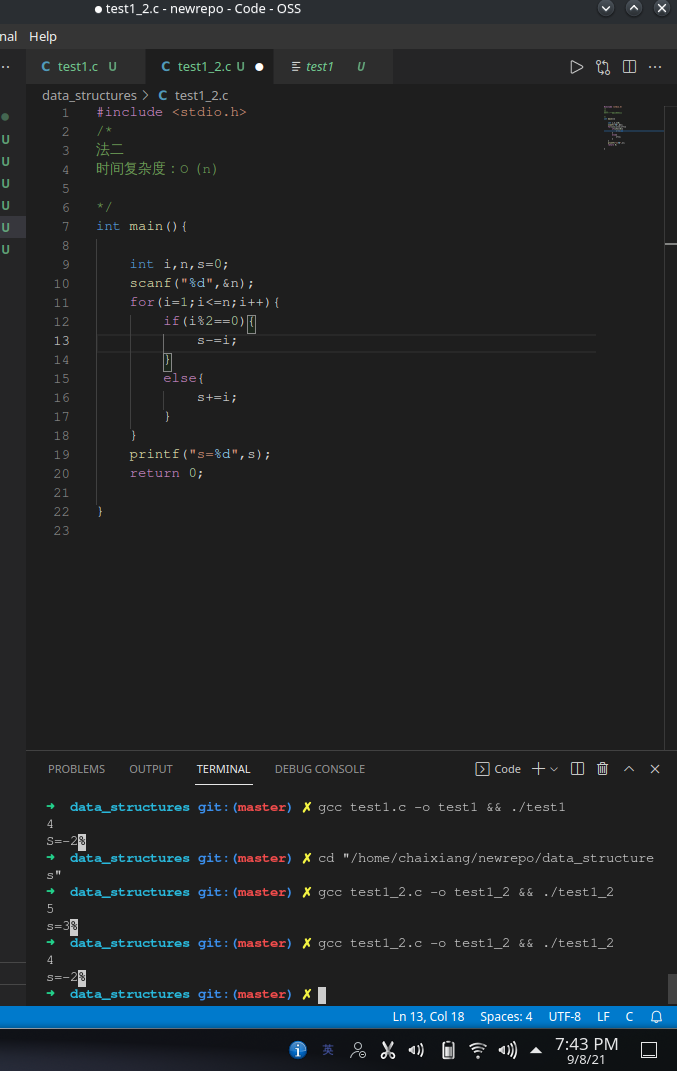 ● test1_2.c - newrepo - Code - OSS
nal Help
C test1.c U C test1_2.c U ● test1 U
data_structures > C test1_2.c
1 #include <stdio.h>
2 /*
3 法二
4 时间复杂度：O（n）
5
6 */
7 int main(){
8
9 int i,n,s=0;
10 scanf("%d",&n);
11 for(i=1;i<=n;i++){
12 if(i%2==0){
13 s-=i;
14 }
15 else{
16 s+=i;
17 }
18 }
19 printf("s=%d",s);
20 return 0;
21
22 }
23
U
U
U
U
U
U
PROBLEMS OUTPUT TERMINAL DEBUG CONSOLE Code
➜ data_structures git:(master) ✗ gcc test1.c -o test1 && ./test1
4
S=-2%
➜ data_structures git:(master) ✗ cd "/home/chaixiang/newrepo/data_structure
s"
➜ data_structures git:(master) ✗ gcc test1_2.c -o test1_2 && ./test1_2
5
s=3%
➜ data_structures git:(master) ✗ gcc test1_2.c -o test1_2 && ./test1_2
4
s=-2%
➜ data_structures git:(master) ✗
Ln 13, Col 18 Spaces: 4 UTF-8 LF C
英 7:43 PM
9/8/21